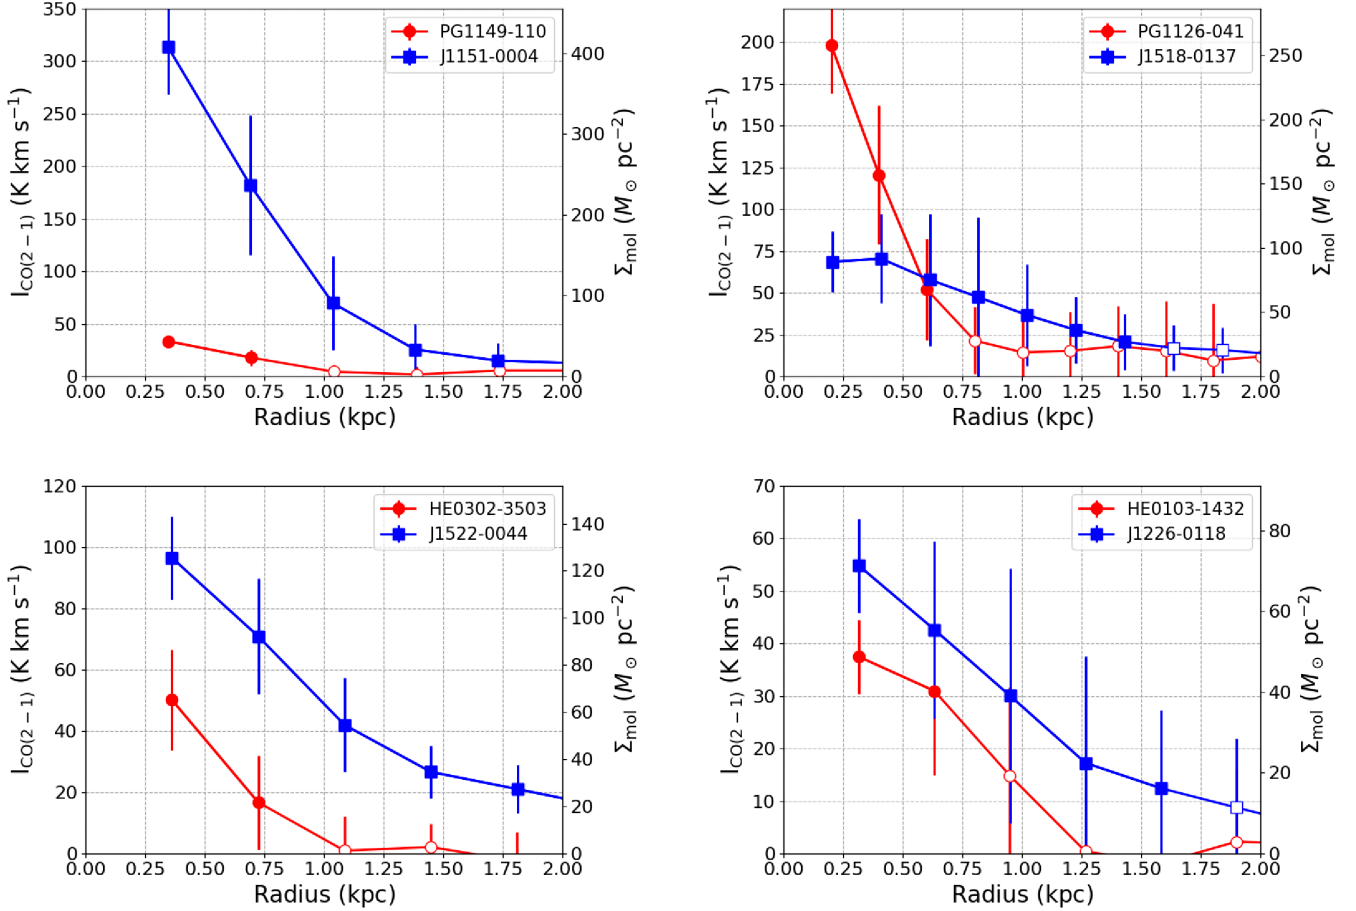 PG1149-110
J1151-0004
350
300
250
200
150
100
50
0
I_CO(2−1) (K km s⁻¹)
400
300
200
100
0
Σ_mol (M_⊙ pc⁻²)
0.00 0.25 0.50 0.75 1.00 1.25 1.50 1.75 2.00
Radius (kpc)
PG1126-041
J1518-0137
200
175
150
125
100
75
50
25
0
I_CO(2−1) (K km s⁻¹)
250
200
150
100
50
0
Σ_mol (M_⊙ pc⁻²)
0.00 0.25 0.50 0.75 1.00 1.25 1.50 1.75 2.00
Radius (kpc)
HE0302-3503
J1522-0044
120
100
80
60
40
20
0
I_CO(2−1) (K km s⁻¹)
140
120
100
80
60
40
20
0
Σ_mol (M_⊙ pc⁻²)
0.00 0.25 0.50 0.75 1.00 1.25 1.50 1.75 2.00
Radius (kpc)
HE0103-1432
J1226-0118
70
60
50
40
30
20
10
0
I_CO(2−1) (K km s⁻¹)
80
60
40
20
0
Σ_mol (M_⊙ pc⁻²)
0.00 0.25 0.50 0.75 1.00 1.25 1.50 1.75 2.00
Radius (kpc)